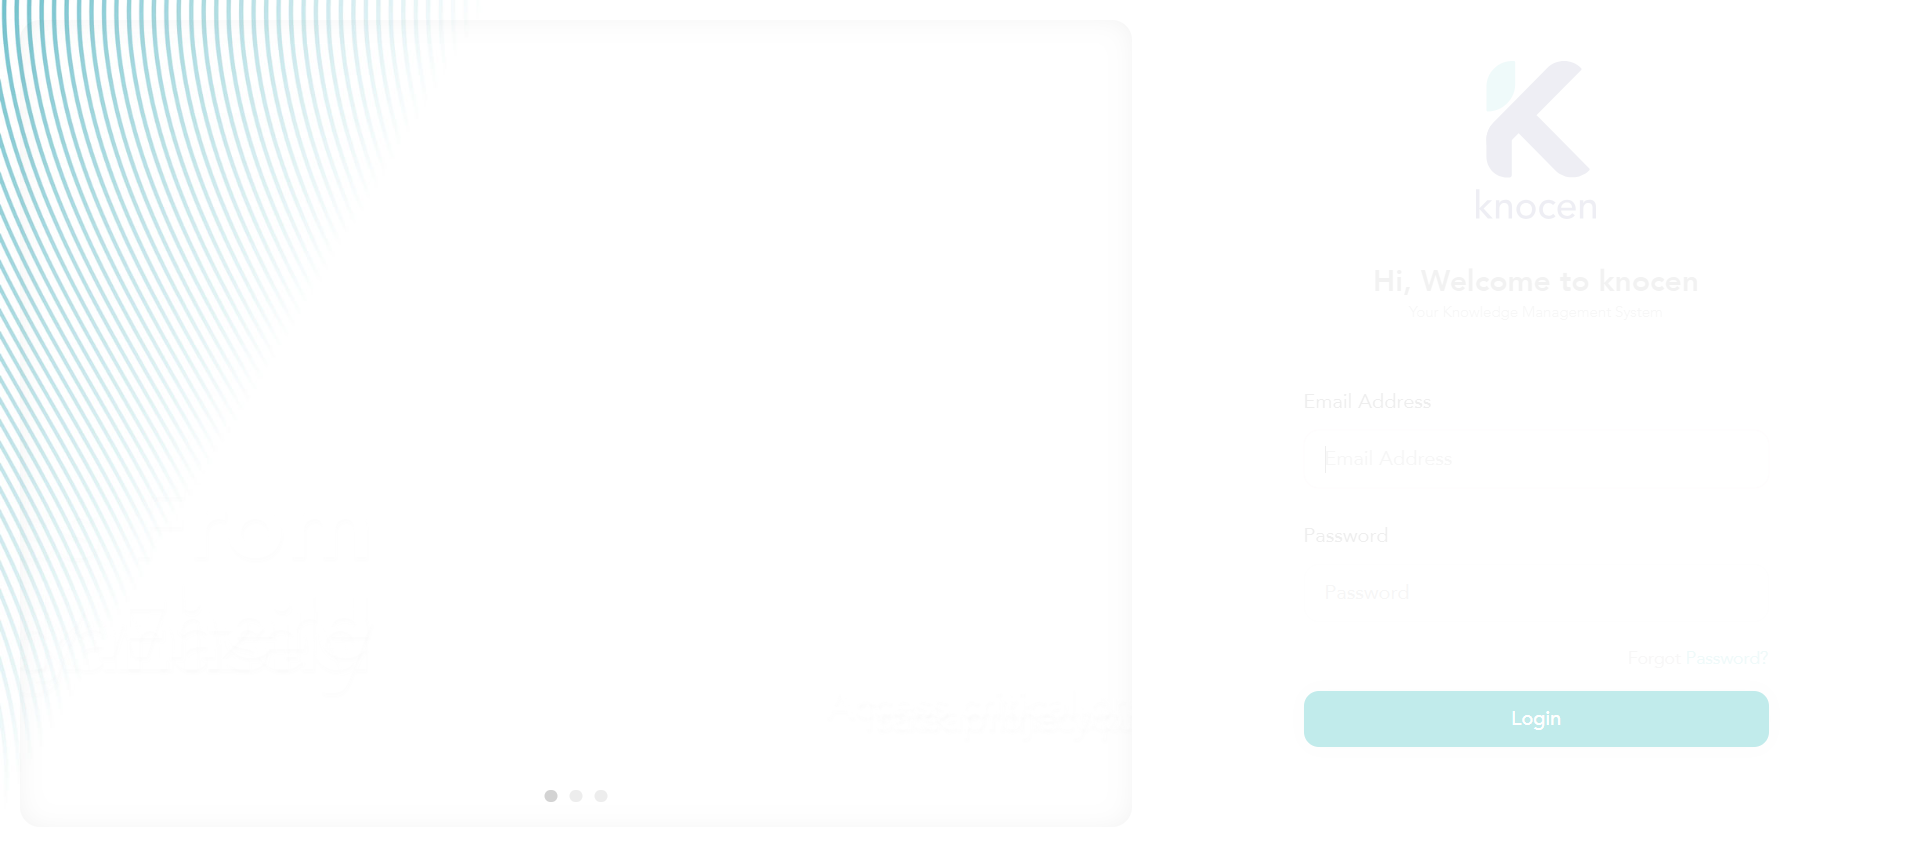 knocen
Hi, Welcome to knocen
Your Knowledge Management System
Email Address
Email Address
Password
Password
Forgot Password?
Login